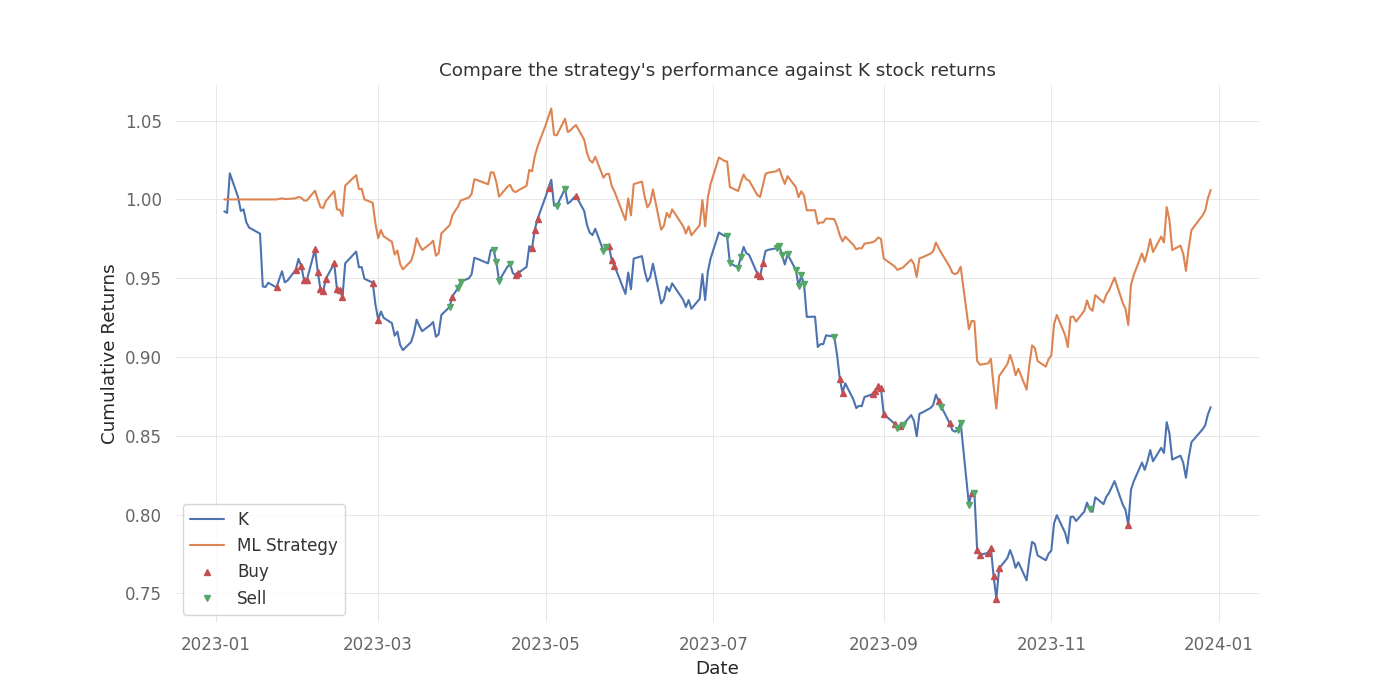 Compare the strategy's performance against K stock returns
1.05
1.00
0.95
0.90
0.85
0.80
0.75
Cumulative Returns
K
ML Strategy
Buy
Sell
2023-01
2023-03
2023-05
2023-07
2023-09
2023-11
2024-01
Date